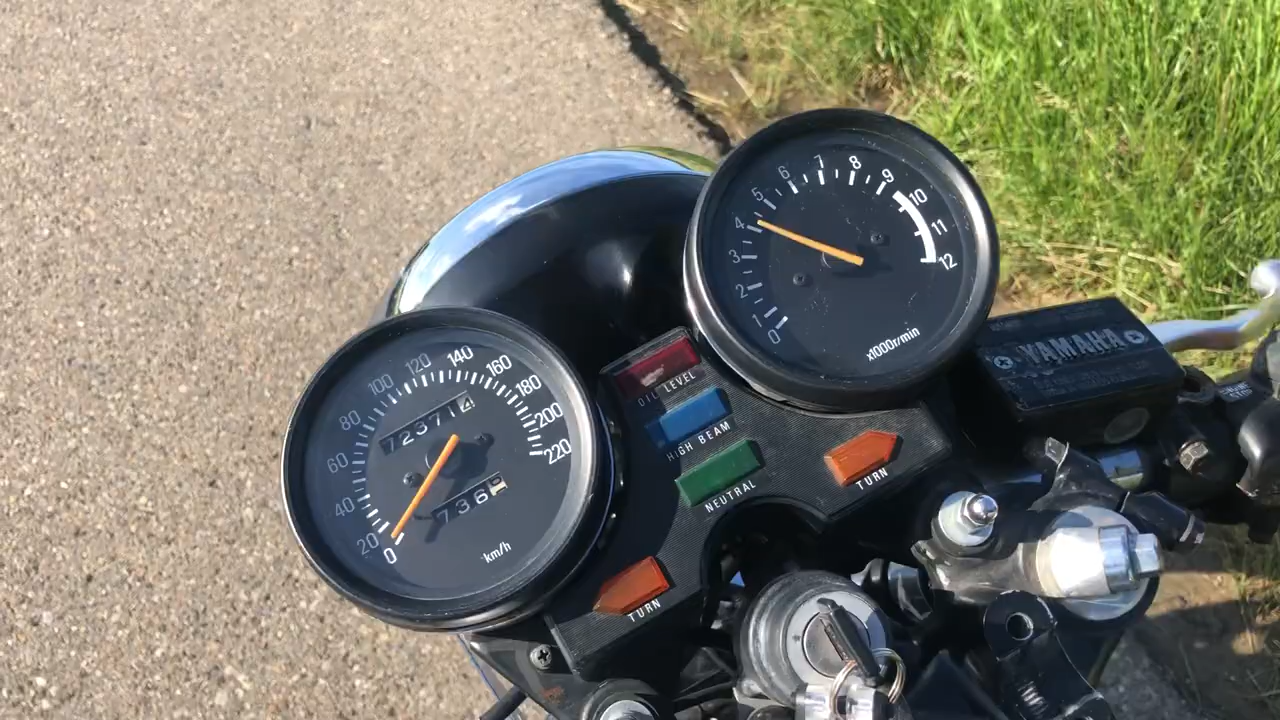 0 1 2 3 4 5 6 7 8 9 10 11 12
x1000r/min
0 20 40 60 80 100 120 140 160 180 200 220
72371
736
km/h
OIL LEVEL
HIGH BEAM
NEUTRAL
TURN
TURN
YAMAHA